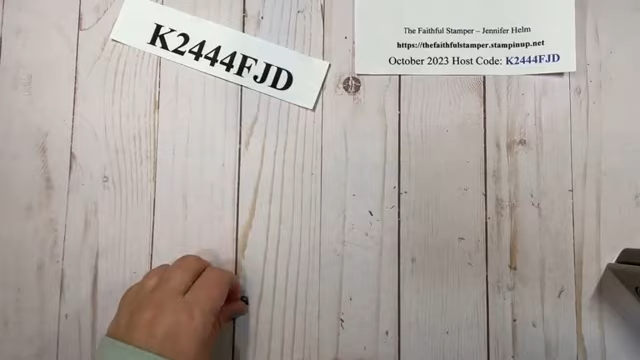 K2444FJD
The Faithful Stamper – Jennifer Helm
https://thefaithfulstamper.stampinup.net
October 2023 Host Code: K2444FJD